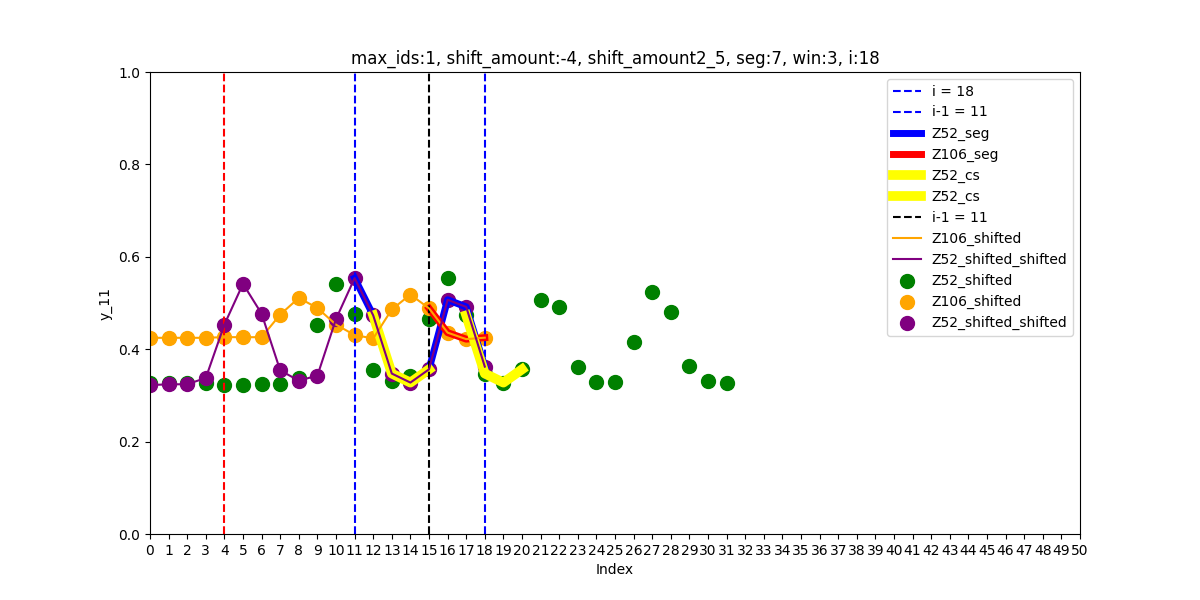 max_ids:1, shift_amount:-4, shift_amount2_5, seg:7, win:3, i:18
1.0
0.8
0.6
0.4
0.2
0.0
y_11
i = 18
i-1 = 11
Z52_seg
Z106_seg
Z52_cs
Z52_cs
i-1 = 11
Z106_shifted
Z52_shifted_shifted
Z52_shifted
Z106_shifted
Z52_shifted_shifted
0 1 2 3 4 5 6 7 8 9 10 11 12 13 14 15 16 17 18 19 20 21 22 23 24 25 26 27 28 29 30 31 32 33 34 35 36 37 38 39 40 41 42 43 44 45 46 47 48 49 50
Index